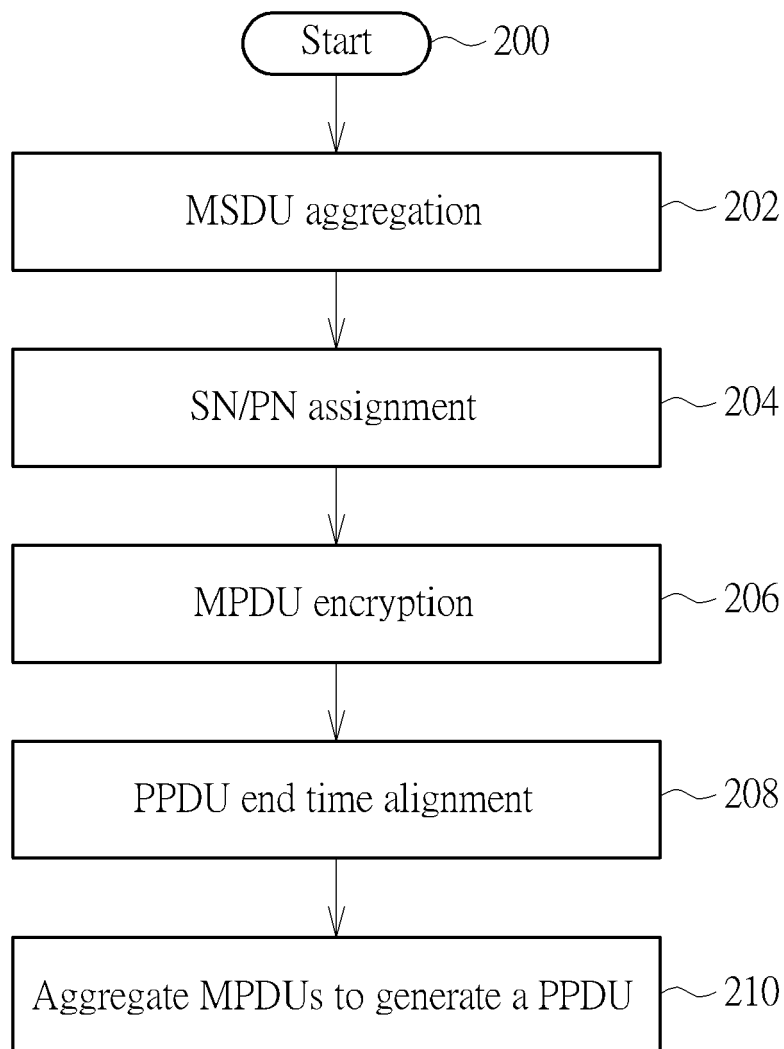 Start 200
MSDU aggregation 202
SN/PN assignment 204
MPDU encryption 206
PPDU end time alignment 208
Aggregate MPDUs to generate a PPDU 210